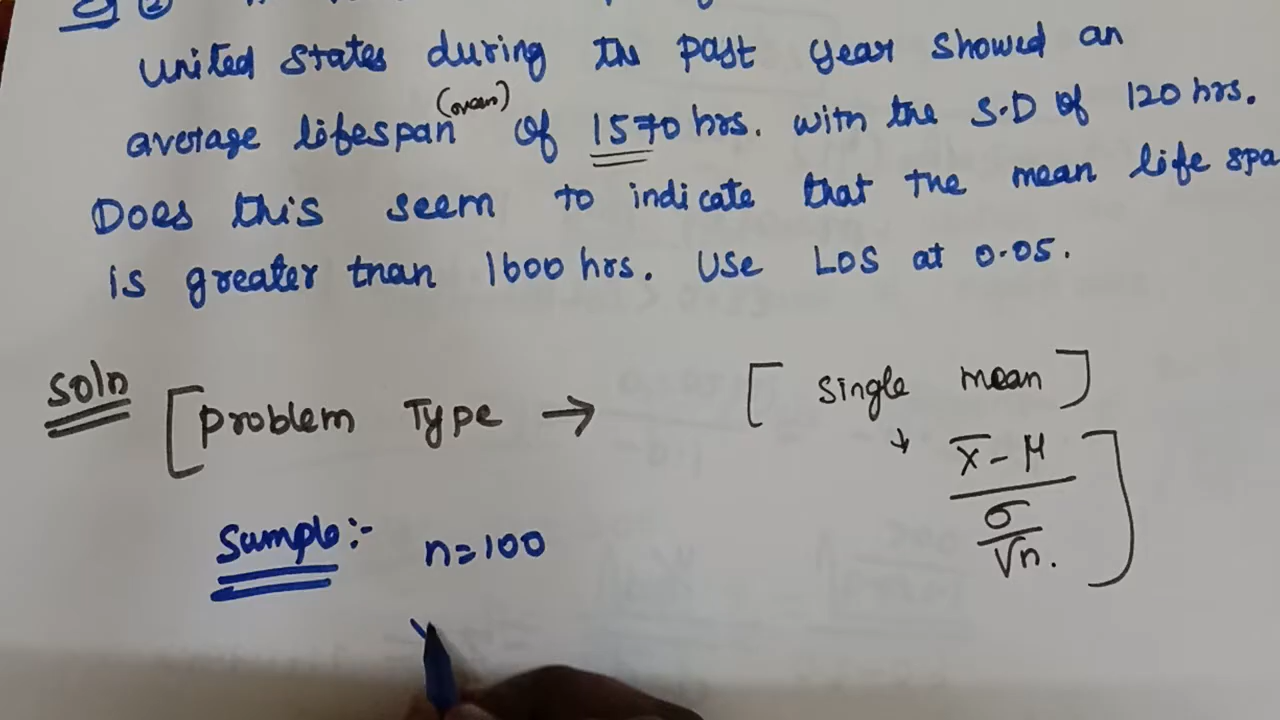 United States during the past year showed an
average lifespan (mean) of 1570 hrs. with the S.D of 120 hrs.
Does this seem to indicate that the mean life spa
is greater than 1600 hrs. Use LOS at 0.05.
Soln
[Problem Type → [single mean]
x̄ - μ
σ
√n.
Sample:- n=100